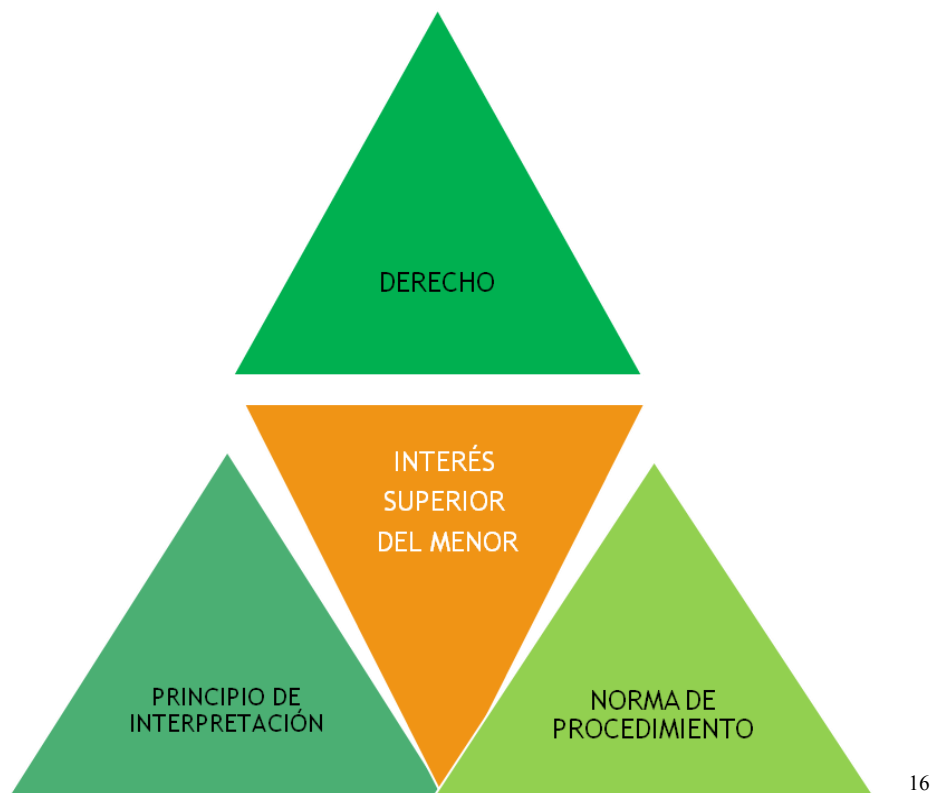 DERECHO
INTERÉS
SUPERIOR
DEL MENOR
PRINCIPIO DE
INTERPRETACIÓN
NORMA DE
PROCEDIMIENTO
16